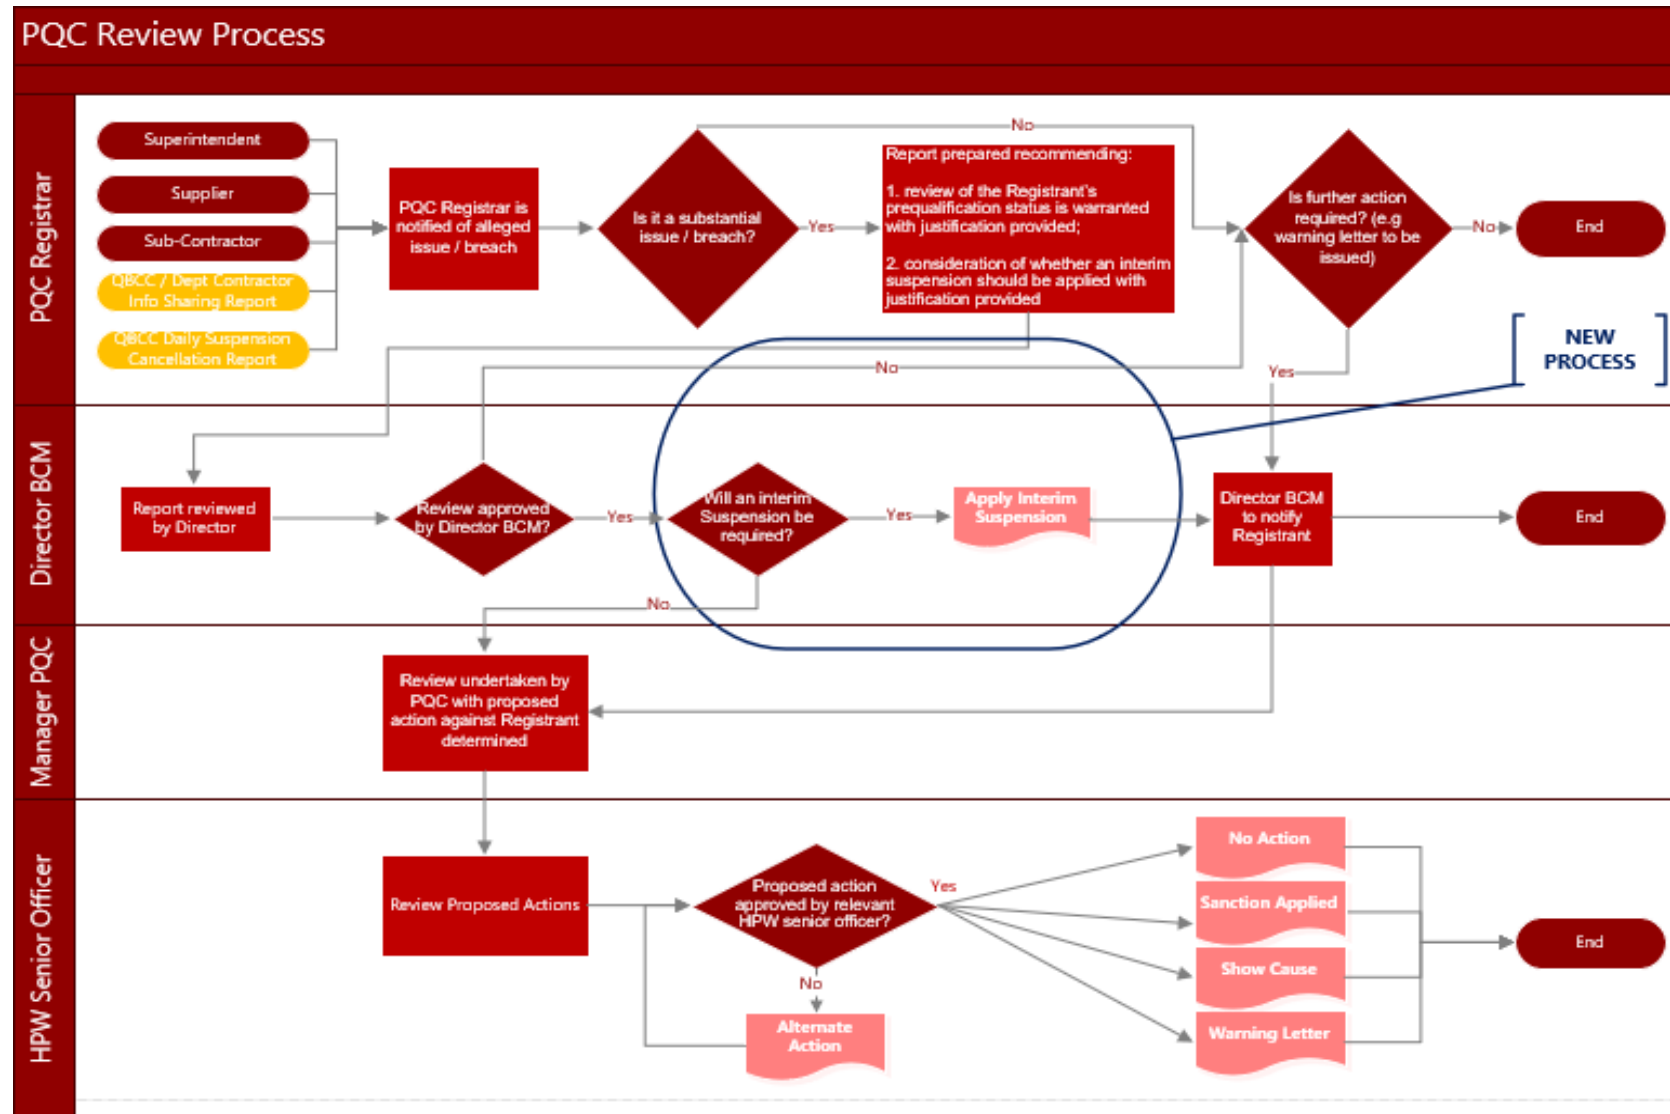 PQC Review Process
PQC Registrar
Superintendent
Supplier
Sub-Contractor
QBCC / Dept Contractor
Info Sharing Report
QBCC Daily Suspension
Cancellation Report
PQC Registrar is
notified of alleged
issue / breach
Is it a substantial
issue / breach?
Yes
No
Report prepared recommending:
1. review of the Registrant's
prequalification status is warranted
with justification provided;
2. consideration of whether an interim
suspension should be applied with
justification provided
Is further action
required? (e.g
warning letter to be
issued)
No
End
Yes
NEW
PROCESS
No
Director BCM
Report reviewed
by Director
Review approved
by Director BCM?
Yes
Will an interim
Suspension be
required?
Yes
Apply Interim
Suspension
Director BCM
to notify
Registrant
End
No
Manager PQC
Review undertaken by
PQC with proposed
action against Registrant
determined
HPW Senior Officer
Review Proposed Actions
Proposed action
approved by relevant
HPW senior officer?
Yes
No
Alternate
Action
No Action
Sanction Applied
Show Cause
Warning Letter
End